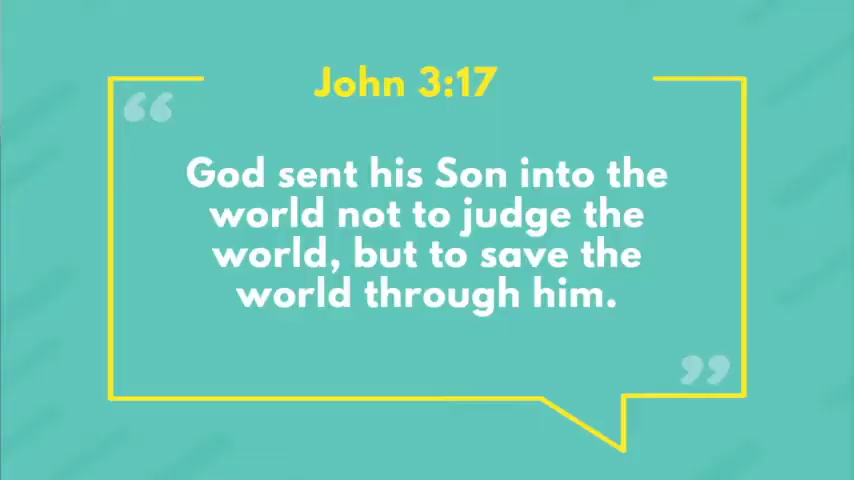 John 3:17
God sent his Son into the
world not to judge the
world, but to save the
world through him.